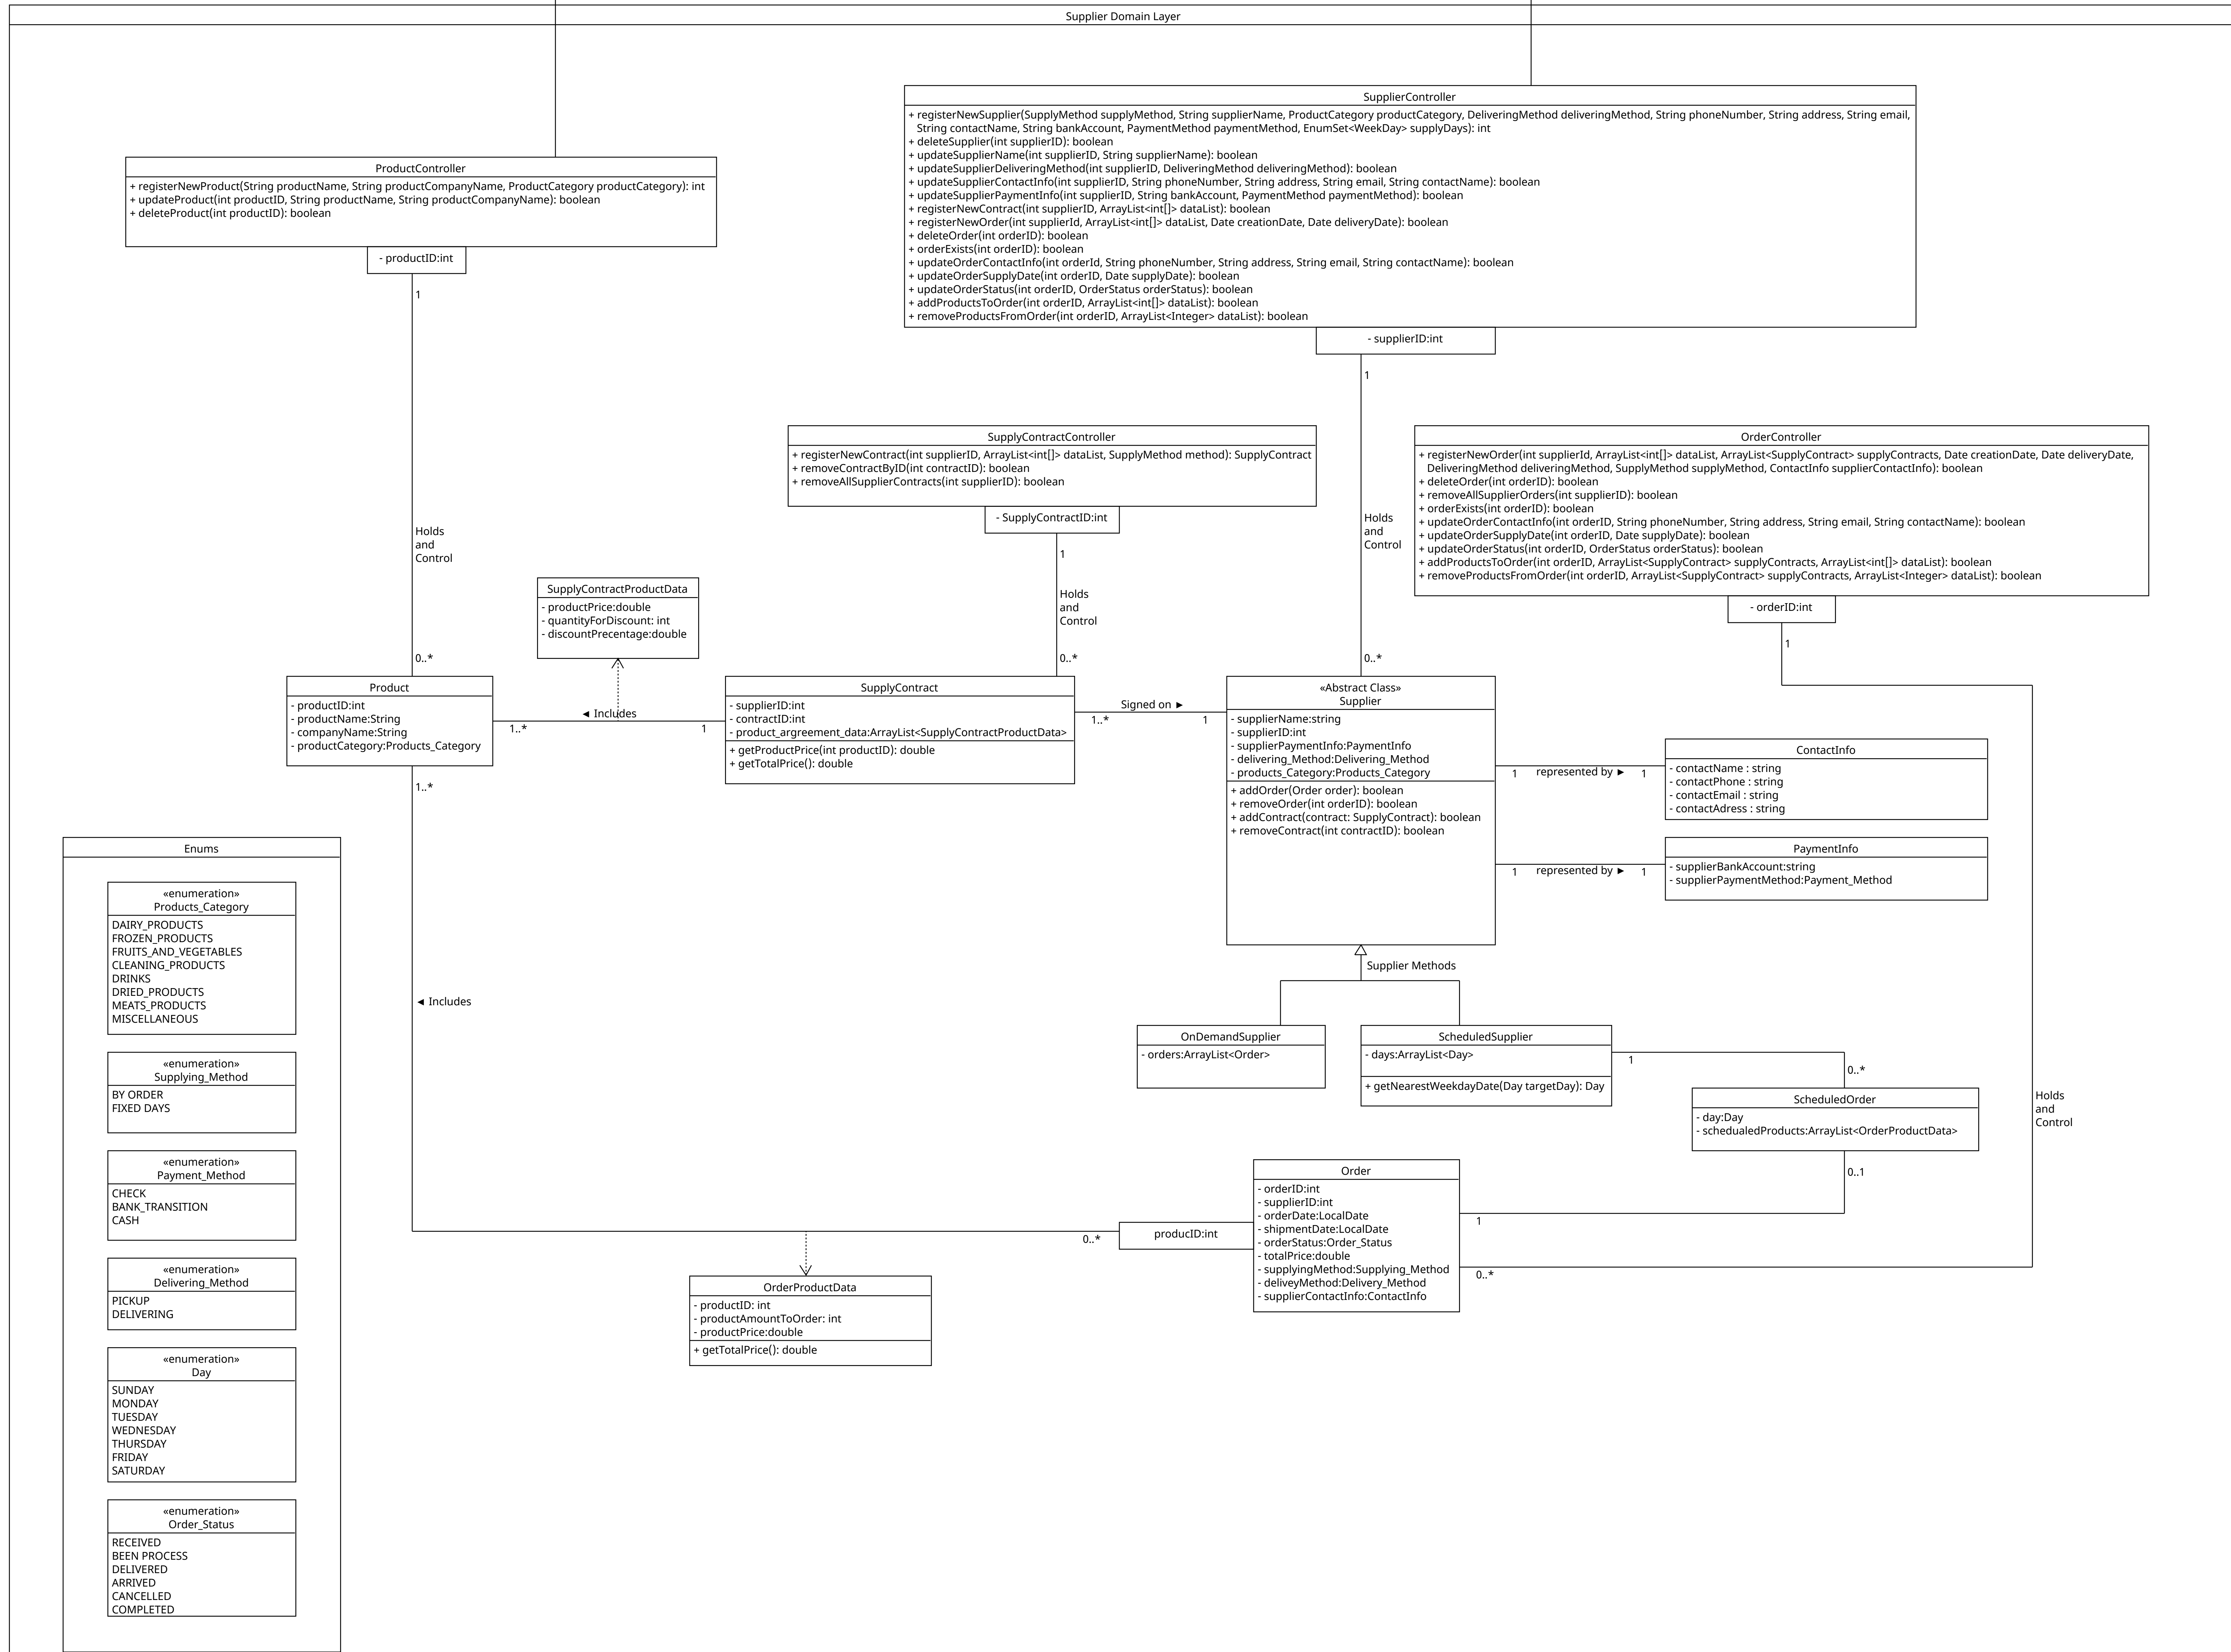 Supplier Domain Layer
SupplierController
+ registerNewSupplier(SupplyMethod supplyMethod, String supplierName, ProductCategory productCategory, DeliveringMethod deliveringMethod, String phoneNumber, String address, String email,
String contactName, String bankAccount, PaymentMethod paymentMethod, EnumSet<WeekDay> supplyDays): int
+ deleteSupplier(int supplierID): boolean
+ updateSupplierName(int supplierID, String supplierName): boolean
+ updateSupplierDeliveringMethod(int supplierID, DeliveringMethod deliveringMethod): boolean
+ updateSupplierContactInfo(int supplierID, String phoneNumber, String address, String email, String contactName): boolean
+ updateSupplierPaymentInfo(int supplierID, String bankAccount, PaymentMethod paymentMethod): boolean
+ registerNewContract(int supplierID, ArrayList<int[]> dataList): boolean
+ registerNewOrder(int supplierId, ArrayList<int[]> dataList, Date creationDate, Date deliveryDate): boolean
+ deleteOrder(int orderID): boolean
+ orderExists(int orderID): boolean
+ updateOrderContactInfo(int orderId, String phoneNumber, String address, String email, String contactName): boolean
+ updateOrderSupplyDate(int orderID, Date supplyDate): boolean
+ updateOrderStatus(int orderID, OrderStatus orderStatus): boolean
+ addProductsToOrder(int orderID, ArrayList<int[]> dataList): boolean
+ removeProductsFromOrder(int orderID, ArrayList<Integer> dataList): boolean
- supplierID:int
1
Holds
and
Control
0..*
ProductController
+ registerNewProduct(String productName, String productCompanyName, ProductCategory productCategory): int
+ updateProduct(int productID, String productName, String productCompanyName): boolean
+ deleteProduct(int productID): boolean
- productID:int
1
Holds
and
Control
0..*
SupplyContractController
+ registerNewContract(int supplierID, ArrayList<int[]> dataList, SupplyMethod method): SupplyContract
+ removeContractByID(int contractID): boolean
+ removeAllSupplierContracts(int supplierID): boolean
- SupplyContractID:int
1
Holds
and
Control
0..*
OrderController
+ registerNewOrder(int supplierId, ArrayList<int[]> dataList, ArrayList<SupplyContract> supplyContracts, Date creationDate, Date deliveryDate,
DeliveringMethod deliveringMethod, SupplyMethod supplyMethod, ContactInfo supplierContactInfo): boolean
+ deleteOrder(int orderID): boolean
+ removeAllSupplierOrders(int supplierID): boolean
+ orderExists(int orderID): boolean
+ updateOrderContactInfo(int orderID, String phoneNumber, String address, String email, String contactName): boolean
+ updateOrderSupplyDate(int orderID, Date supplyDate): boolean
+ updateOrderStatus(int orderID, OrderStatus orderStatus): boolean
+ addProductsToOrder(int orderID, ArrayList<SupplyContract> supplyContracts, ArrayList<int[]> dataList): boolean
+ removeProductsFromOrder(int orderID, ArrayList<SupplyContract> supplyContracts, ArrayList<Integer> dataList): boolean
- orderID:int
1
Holds
and
Control
0..*
SupplyContractProductData
- productPrice:double
- quantityForDiscount: int
- discountPrecentage:double
Product
- productID:int
- productName:String
- companyName:String
- productCategory:Products_Category
1..*
◄ Includes
1
SupplyContract
- supplierID:int
- contractID:int
- product_argreement_data:ArrayList<SupplyContractProductData>
+ getProductPrice(int productID): double
+ getTotalPrice(): double
1..*
Signed on ►
1
«Abstract Class»
Supplier
- supplierName:string
- supplierID:int
- supplierPaymentInfo:PaymentInfo
- delivering_Method:Delivering_Method
- products_Category:Products_Category
+ addOrder(Order order): boolean
+ removeOrder(int orderID): boolean
+ addContract(contract: SupplyContract): boolean
+ removeContract(int contractID): boolean
1
represented by ►
1
ContactInfo
- contactName : string
- contactPhone : string
- contactEmail : string
- contactAdress : string
1
represented by ►
1
PaymentInfo
- supplierBankAccount:string
- supplierPaymentMethod:Payment_Method
Supplier Methods
OnDemandSupplier
- orders:ArrayList<Order>
ScheduledSupplier
- days:ArrayList<Day>
+ getNearestWeekdayDate(Day targetDay): Day
1
0..*
ScheduledOrder
- day:Day
- schedualedProducts:ArrayList<OrderProductData>
0..1
1
Order
- orderID:int
- supplierID:int
- orderDate:LocalDate
- shipmentDate:LocalDate
- orderStatus:Order_Status
- totalPrice:double
- supplyingMethod:Supplying_Method
- deliveyMethod:Delivery_Method
- supplierContactInfo:ContactInfo
producID:int
0..*
1..*
◄ Includes
OrderProductData
- productID: int
- productAmountToOrder: int
- productPrice:double
+ getTotalPrice(): double
Enums
«enumeration»
Products_Category
DAIRY_PRODUCTS
FROZEN_PRODUCTS
FRUITS_AND_VEGETABLES
CLEANING_PRODUCTS
DRINKS
DRIED_PRODUCTS
MEATS_PRODUCTS
MISCELLANEOUS
«enumeration»
Supplying_Method
BY ORDER
FIXED DAYS
«enumeration»
Payment_Method
CHECK
BANK_TRANSITION
CASH
«enumeration»
Delivering_Method
PICKUP
DELIVERING
«enumeration»
Day
SUNDAY
MONDAY
TUESDAY
WEDNESDAY
THURSDAY
FRIDAY
SATURDAY
«enumeration»
Order_Status
RECEIVED
BEEN PROCESS
DELIVERED
ARRIVED
CANCELLED
COMPLETED